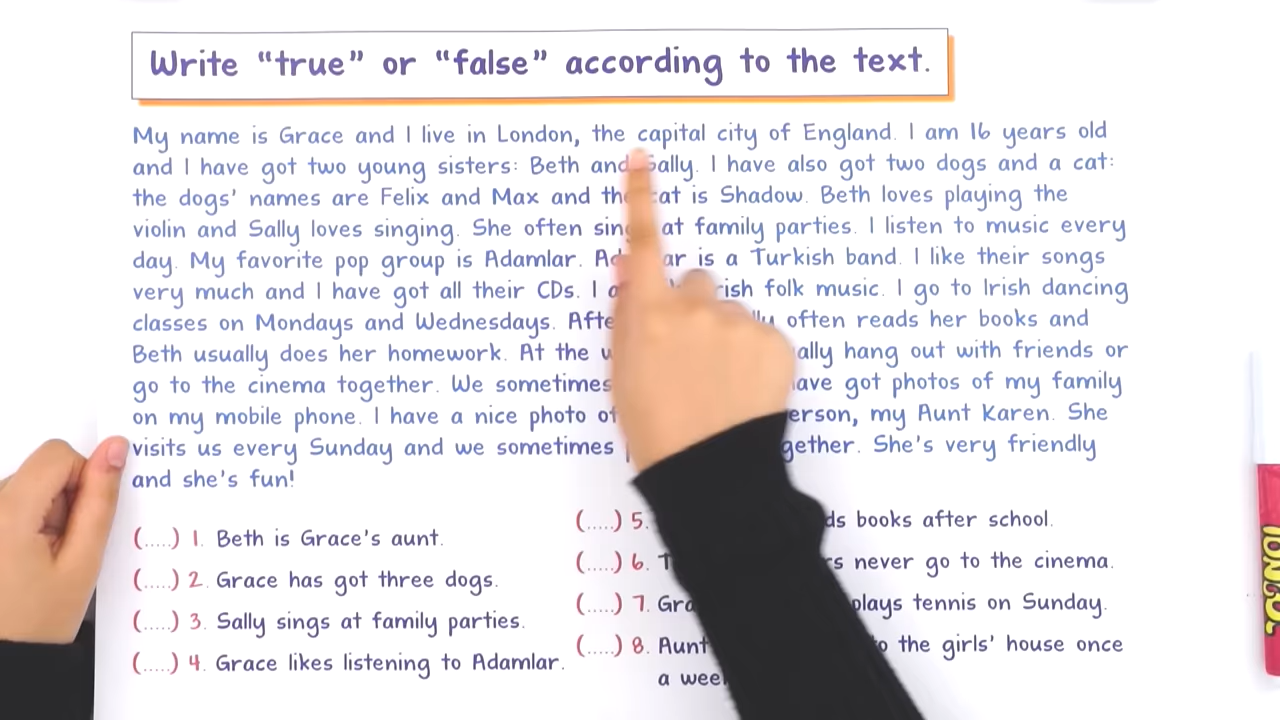 Write “true” or “false” according to the text.
My name is Grace and I live in London, the capital city of England. I am 16 years old
and I have got two young sisters: Beth and Sally. I have also got two dogs and a cat:
the dogs' names are Felix and Max and the cat is Shadow. Beth loves playing the
violin and Sally loves singing. She often sings at family parties. I listen to music every
day. My favorite pop group is Adamlar. Adamlar is a Turkish band. I like their songs
very much and I have got all their CDs. I folk music. I go to Irish dancing
classes on Mondays and Wednesdays. often reads her books and
Beth usually does her homework. At the hang out with friends or
go to the cinema together. We sometimes got photos of my family
on my mobile phone. I have a nice photo of my Aunt Karen. She
visits us every Sunday and we sometimes together. She's very friendly
and she's fun!
(.....) 1. Beth is Grace's aunt.
(.....) 2. Grace has got three dogs.
(.....) 3. Sally sings at family parties.
(.....) 4. Grace likes listening to Adamlar.
(.....) 5. books after school.
(.....) 6. never go to the cinema.
(.....) 7. plays tennis on Sunday.
(.....) 8. Aunt to the girls' house once
a week